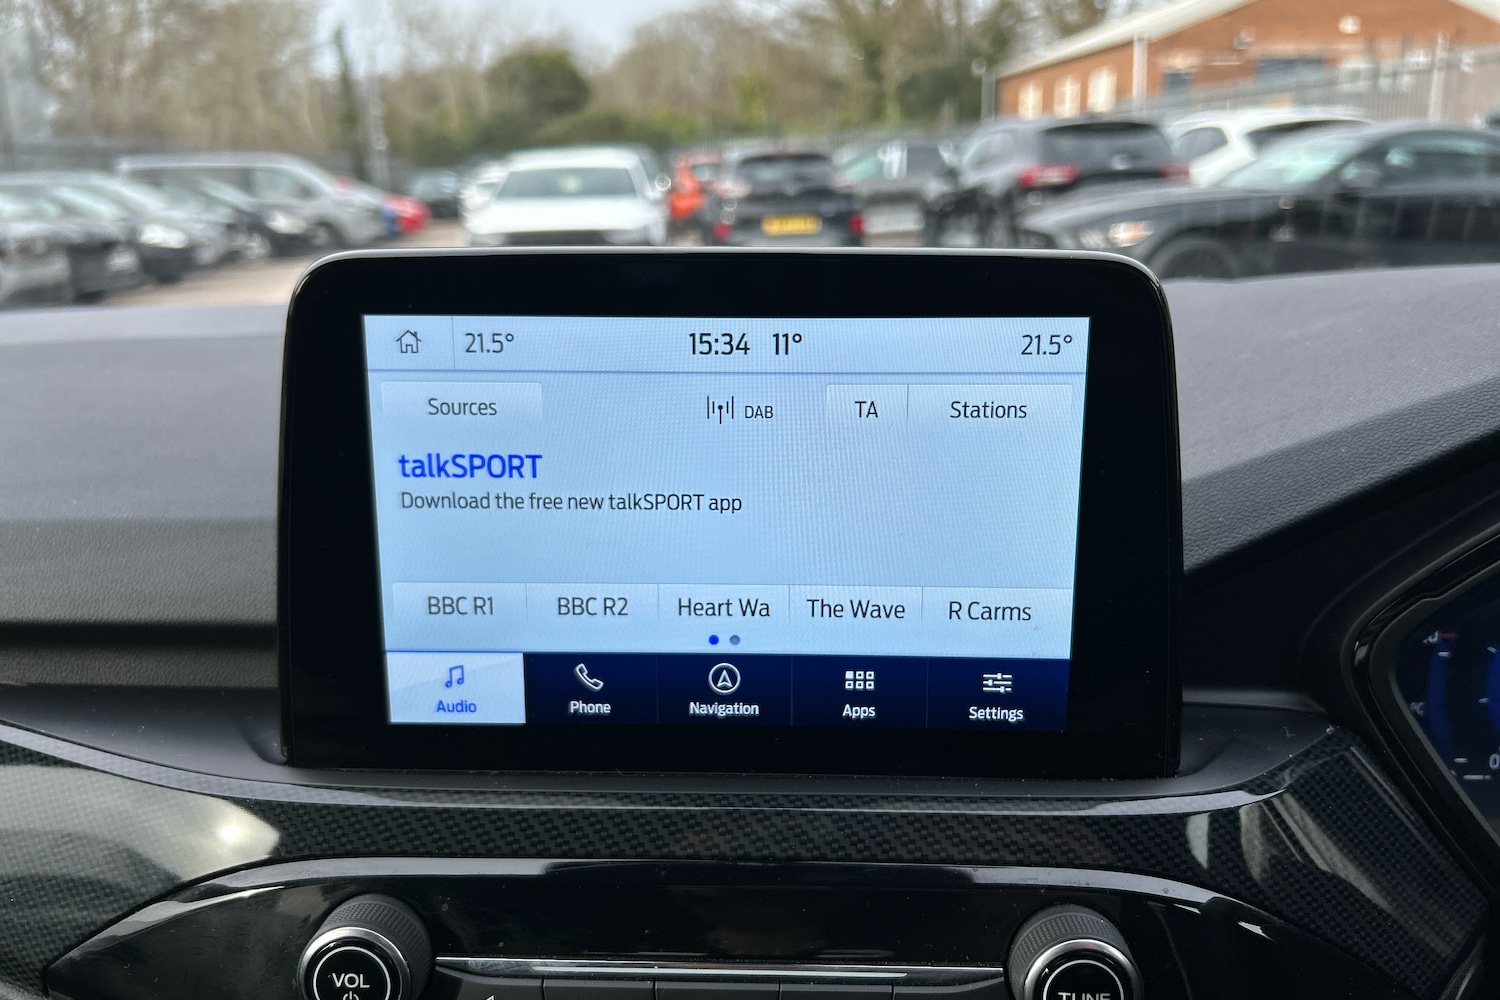 21.5° 15:34 11° 21.5°
Sources DAB TA Stations
talkSPORT
Download the free new talkSPORT app
BBC R1 BBC R2 Heart Wa The Wave R Carms
Audio Phone Navigation Apps Settings
VOL TUNE